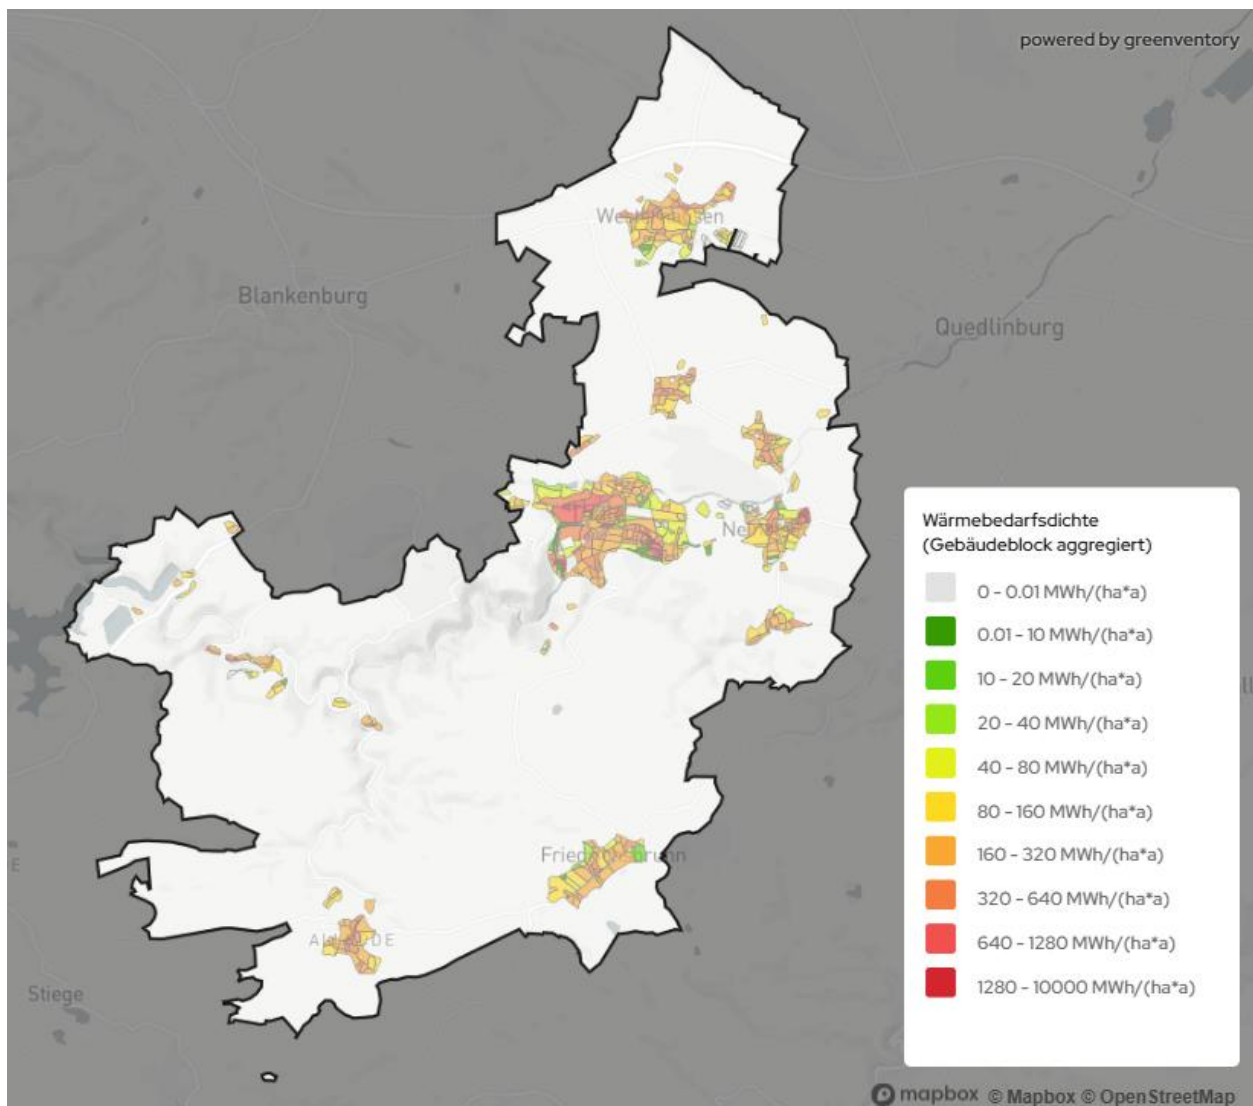 powered by greenventory
Blankenburg
Quedlinburg
Wärmebedarfsdichte
(Gebäudeblock aggregiert)
0 - 0.01 MWh/(ha*a)
0.01 - 10 MWh/(ha*a)
10 - 20 MWh/(ha*a)
20 - 40 MWh/(ha*a)
40 - 80 MWh/(ha*a)
80 - 160 MWh/(ha*a)
160 - 320 MWh/(ha*a)
320 - 640 MWh/(ha*a)
640 - 1280 MWh/(ha*a)
1280 - 10000 MWh/(ha*a)
Stiege
mapbox © Mapbox © OpenStreetMap